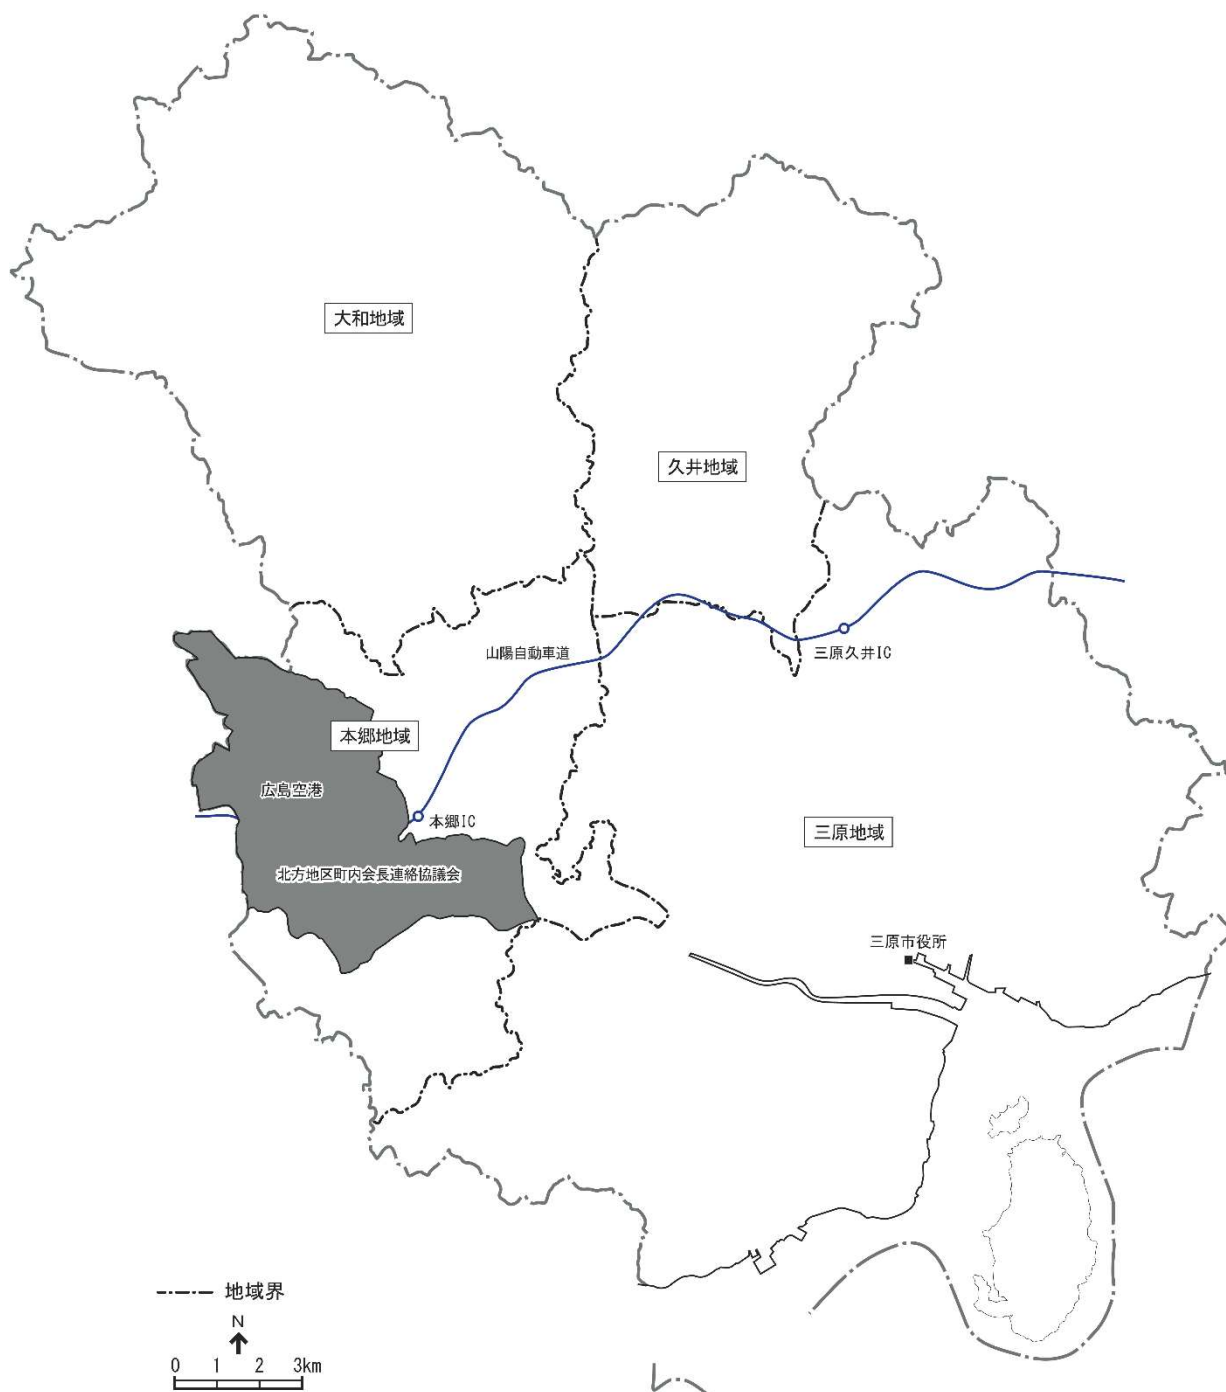 大和地域
久井地域
山陽自動車道
三原久井IC
本郷地域
広島空港
本郷IC
三原地域
北方地区町内会長連絡協議会
三原市役所
地域界
N
0 1 2 3km